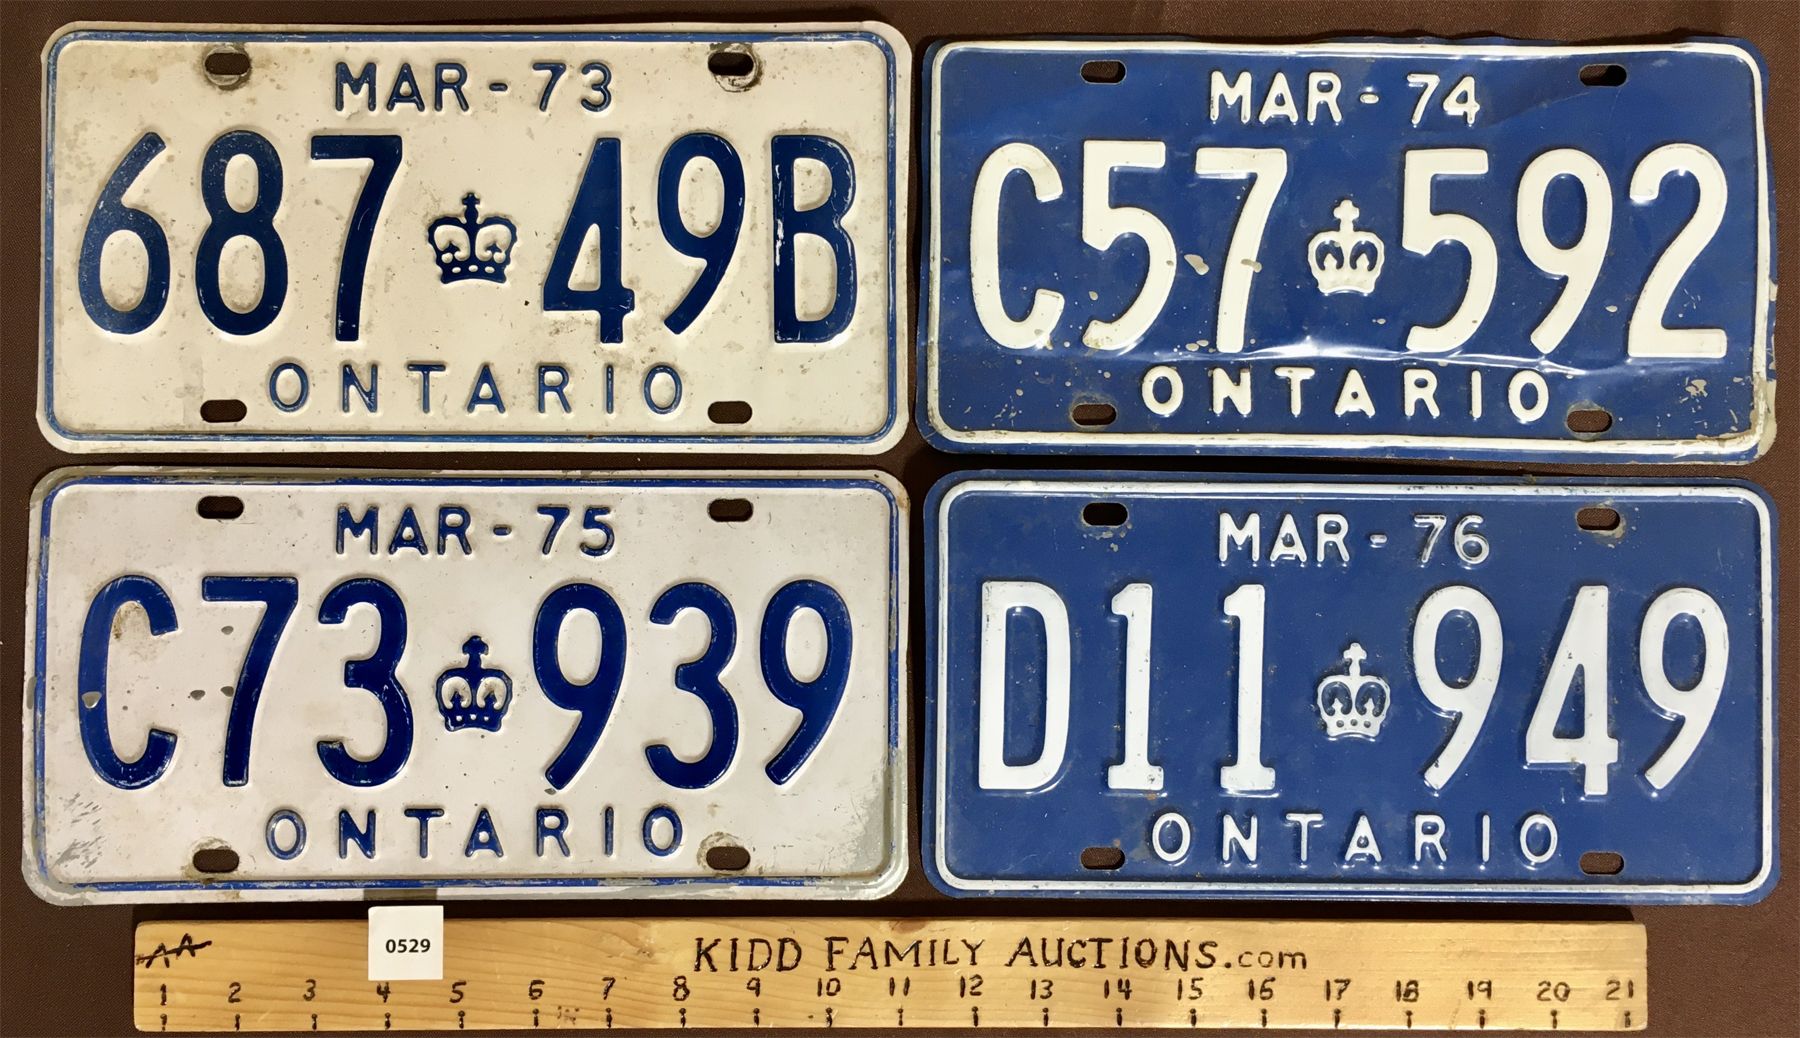 MAR - 73
687 49B
ONTARIO
MAR - 74
C57 592
ONTARIO
MAR - 75
C73 939
ONTARIO
MAR - 76
D11 949
ONTARIO
0529
KIDD FAMILY AUCTIONS.com
1 2 3 4 5 6 7 8 9 10 11 12 13 14 15 16 17 18 19 20 21